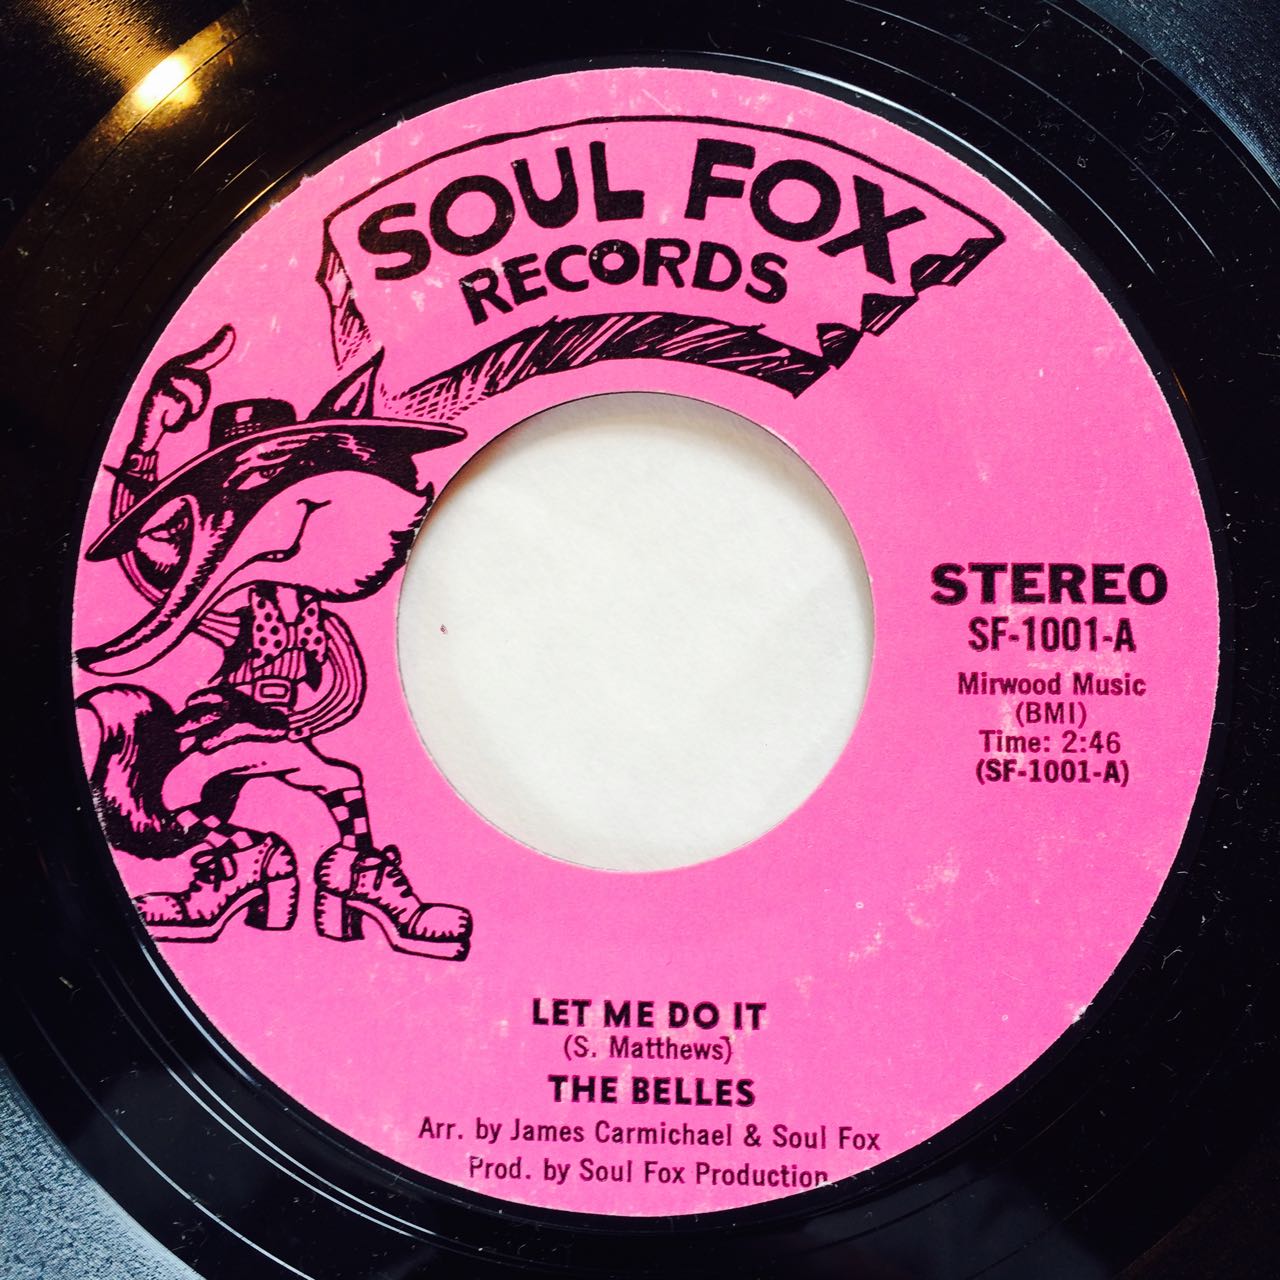 SOUL FOX
RECORDS
STEREO
SF-1001-A
Mirwood Music
(BMI)
Time: 2:46
(SF-1001-A)
LET ME DO IT
(S. Matthews)
THE BELLES
Arr. by James Carmichael & Soul Fox
Prod. by Soul Fox Production